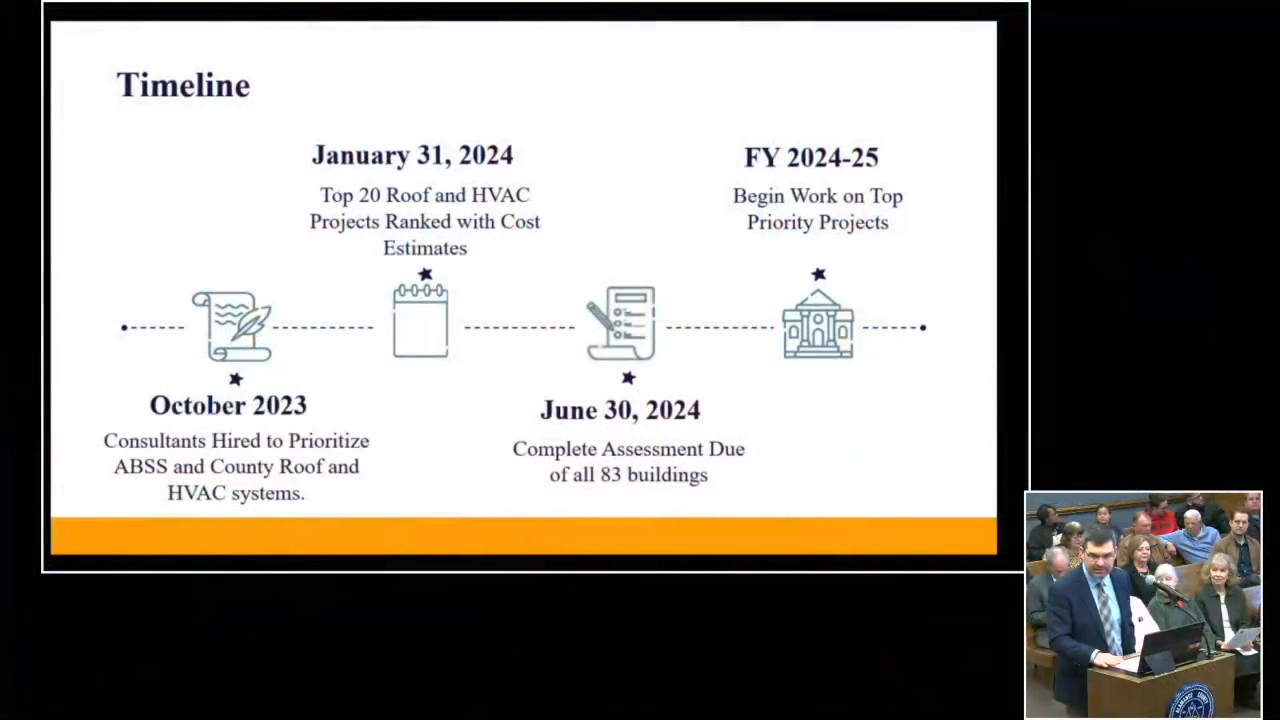 Timeline
January 31, 2024
Top 20 Roof and HVAC
Projects Ranked with Cost
Estimates
FY 2024-25
Begin Work on Top
Priority Projects
October 2023
Consultants Hired to Prioritize
ABSS and County Roof and
HVAC systems.
June 30, 2024
Complete Assessment Due
of all 83 buildings